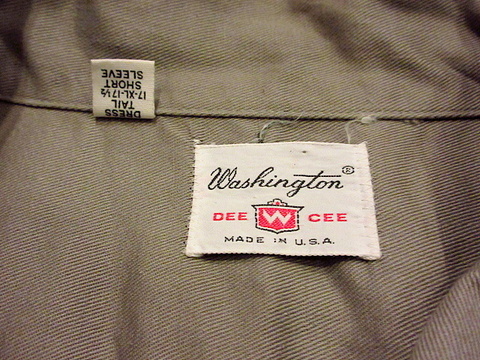 DRESS
TAIL
SHORT
17-XL-17½
SLEEVE
Washington®
DEE W CEE
MADE IN U.S.A.